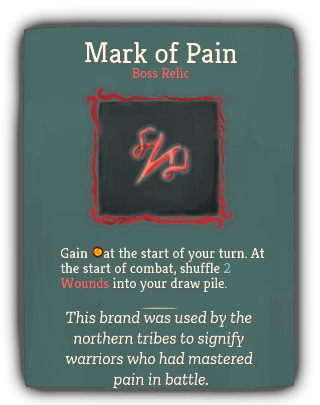 Mark of Pain
Boss Relic
Gain at the start of your turn. At
the start of combat, shuffle 2
Wounds into your draw pile.
This brand was used by the
northern tribes to signify
warriors who had mastered
pain in battle.